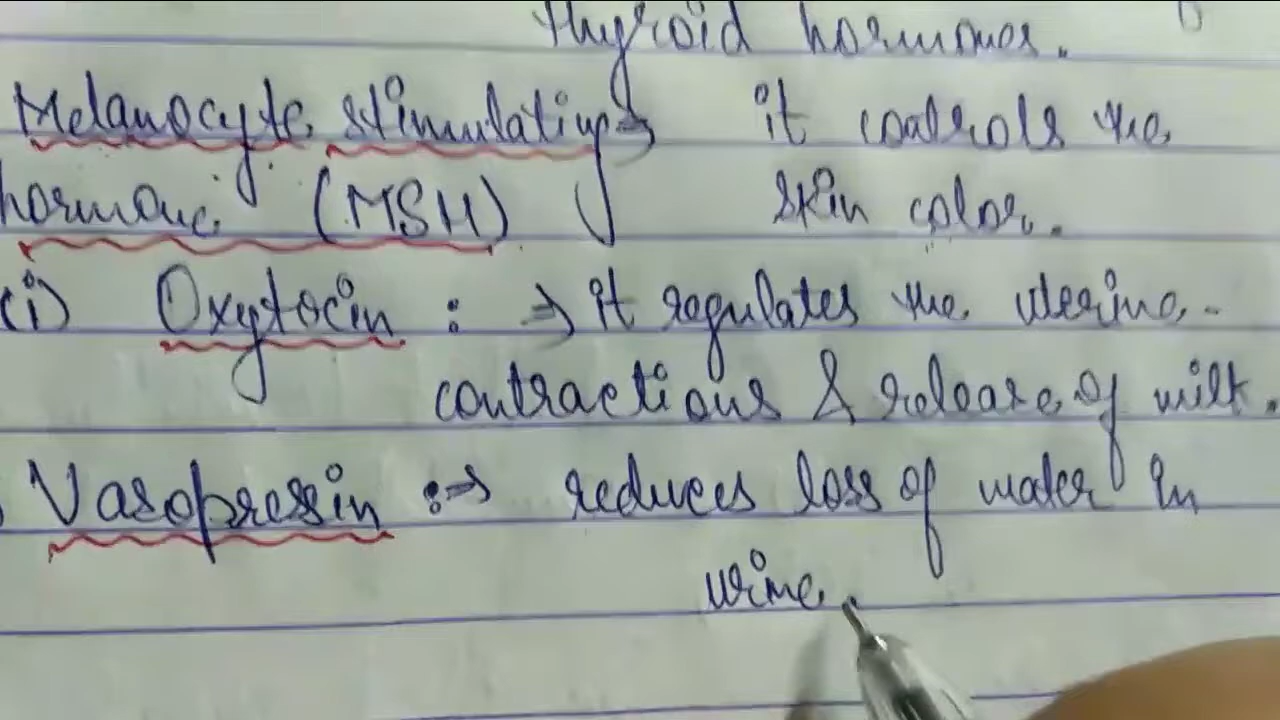 thyroid hormones.
Melanocyte stimulating → it controls the
hormone (MSH) skin color.
(i) Oxytocin : ⇒ it regulates the uterine
contractions & release of milk.
Vasopressin :⇒ reduces loss of water in
urine.